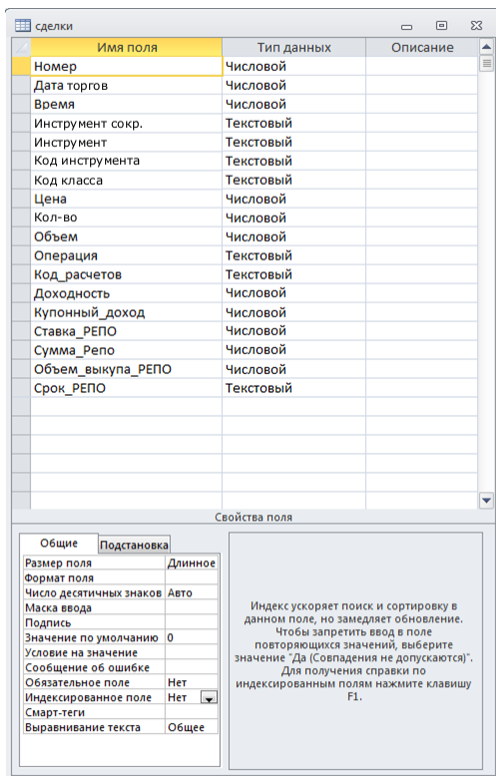 сделки
Имя поля Тип данных Описание
Номер Числовой
Дата торгов Числовой
Время Числовой
Инструмент сокр. Текстовый
Инструмент Текстовый
Код инструмента Текстовый
Код класса Текстовый
Цена Числовой
Кол-во Числовой
Объем Числовой
Операция Текстовый
Код_расчетов Текстовый
Доходность Числовой
Купонный_доход Числовой
Ставка_РЕПО Числовой
Сумма_Репо Числовой
Объем_выкупа_РЕПО Числовой
Срок_РЕПО Текстовый
Свойства поля
Общие Подстановка
Размер поля Длинное
Формат поля
Число десятичных знаков Авто
Маска ввода
Подпись
Значение по умолчанию 0
Условие на значение
Сообщение об ошибке
Обязательное поле Нет
Индексированное поле Нет
Смарт-теги
Выравнивание текста Общее
Индекс ускоряет поиск и сортировку в
данном поле, но замедляет обновление.
Чтобы запретить ввод в поле
повторяющихся значений, выберите
значение "Да (Совпадения не допускаются)".
Для получения справки по
индексированным полям нажмите клавишу
F1.